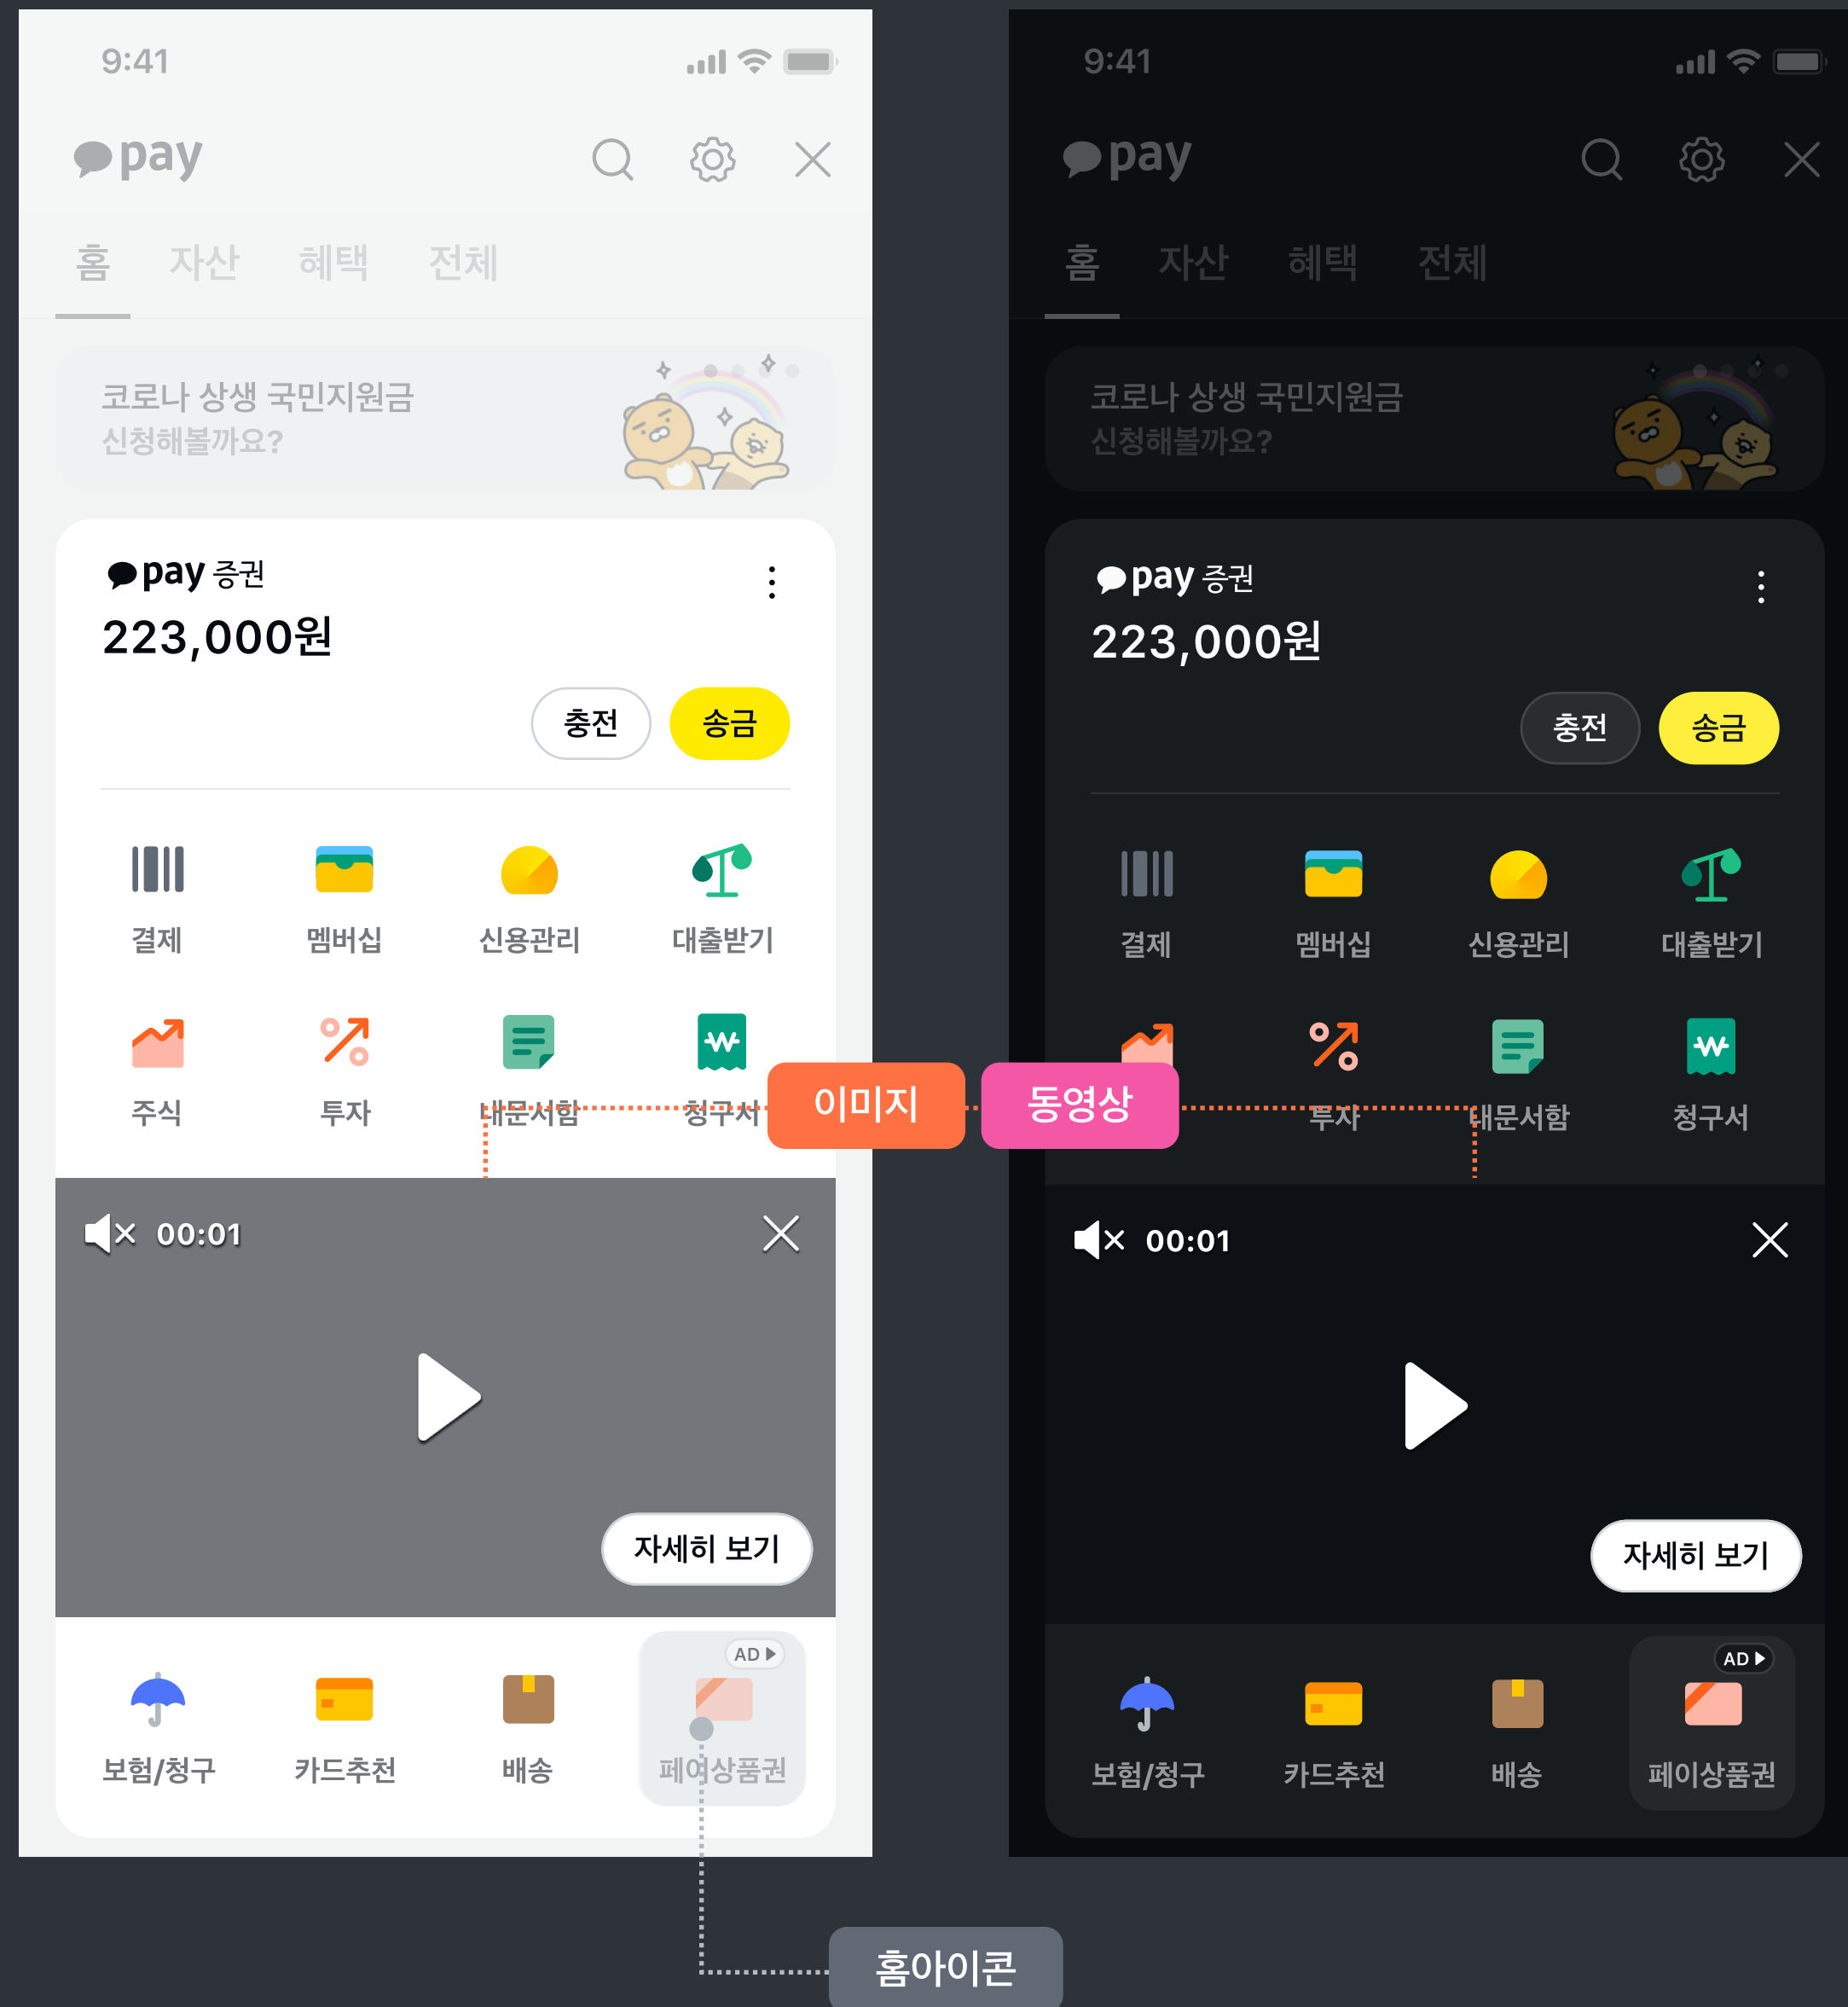 9:41
pay
홈 자산 혜택 전체
코로나 상생 국민지원금
신청해볼까요?
pay 증권
223,000원
충전 송금
결제 멤버십 신용관리 대출받기
주식 투자 내문서함 청구서
00:01
자세히 보기
AD
보험/청구 카드추천 배송 페이상품권
이미지 동영상
9:41
pay
홈 자산 혜택 전체
코로나 상생 국민지원금
신청해볼까요?
pay 증권
223,000원
충전 송금
결제 멤버십 신용관리 대출받기
투자 내문서함 청구서
00:01
자세히 보기
AD
보험/청구 카드추천 배송 페이상품권
홈아이콘